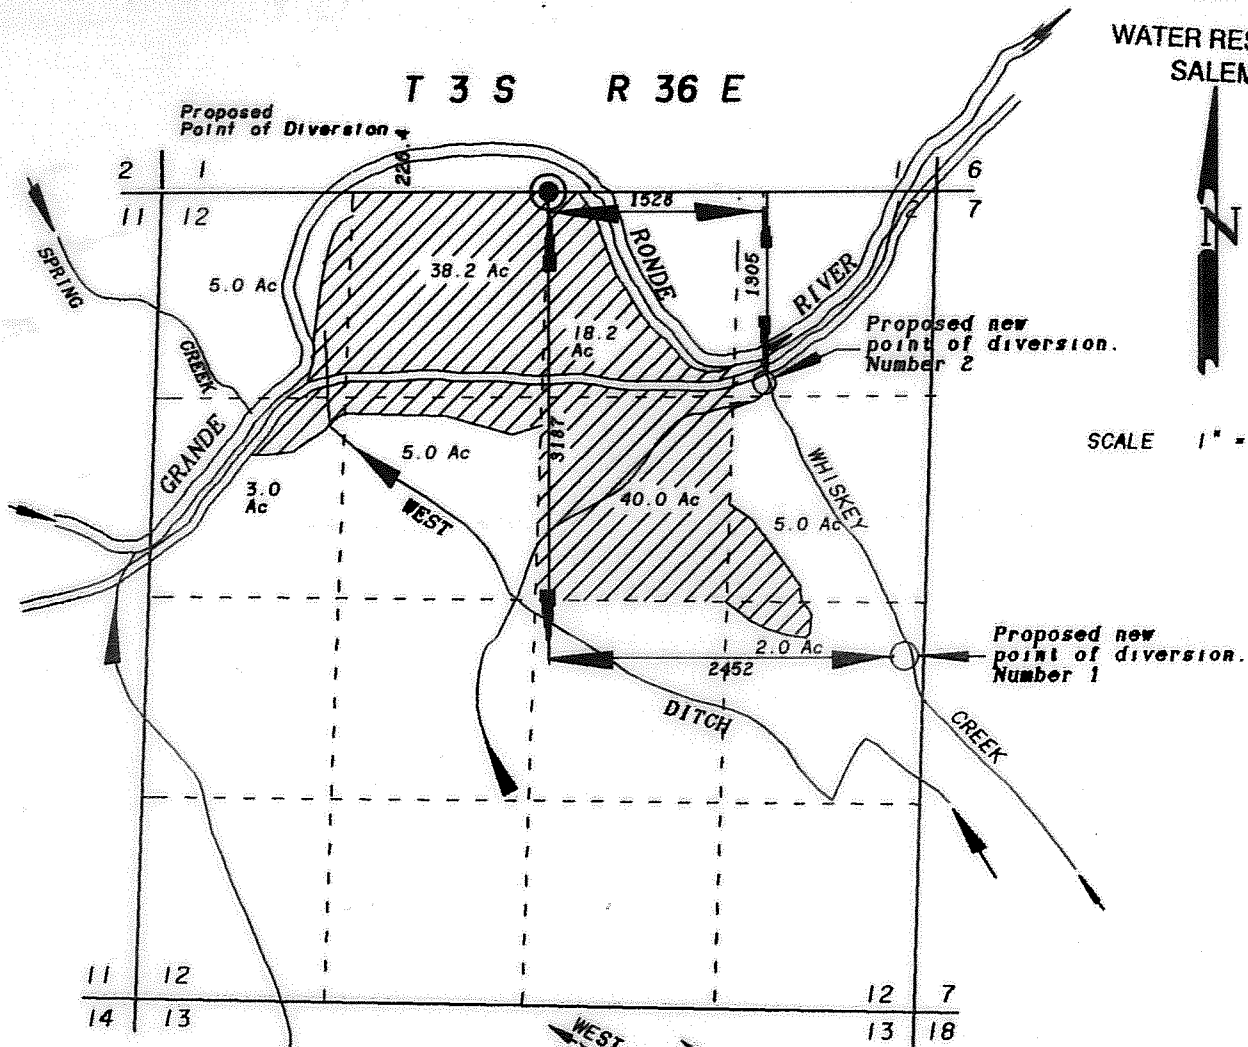 WATER RES
SALEM
T 3 S R 36 E
Proposed
Point of Diversion
226.4
2 1
1 6
11 12
2 7
1528
N
SPRING
RONDE
5.0 Ac
38.2 Ac
1305
RIVER
18.2
Ac
Proposed new
point of diversion.
Number 2
CREEK
GRANDE
3187
SCALE 1" =
5.0 Ac
WHISKEY
3.0
Ac
WEST
40.0 Ac
5.0 Ac
Proposed new
point of diversion.
Number 1
2.0 Ac
2452
DITCH
CREEK
11 12
12 7
14 13
13 18
WEST